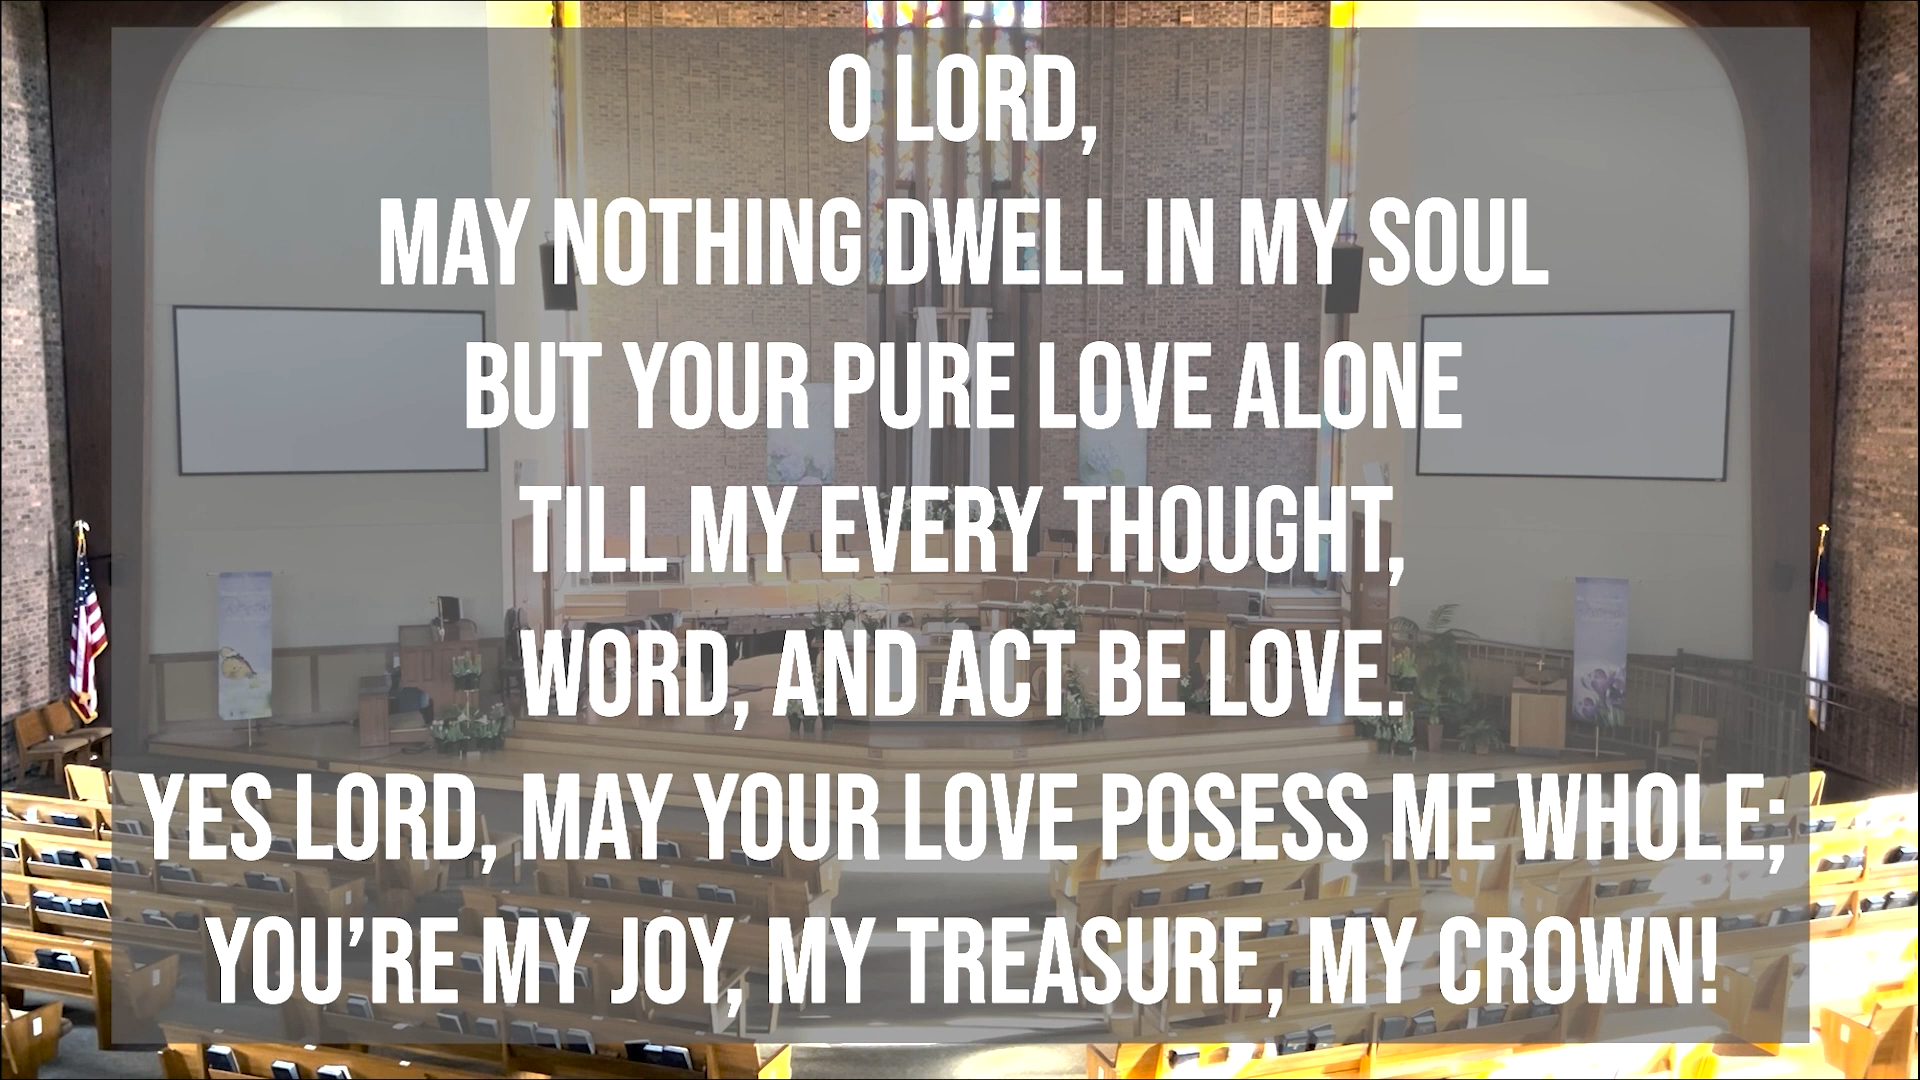 O LORD,
MAY NOTHING DWELL IN MY SOUL
BUT YOUR PURE LOVE ALONE
TILL MY EVERY THOUGHT,
WORD, AND ACT BE LOVE.
YES LORD, MAY YOUR LOVE POSESS ME WHOLE;
YOU’RE MY JOY, MY TREASURE, MY CROWN!